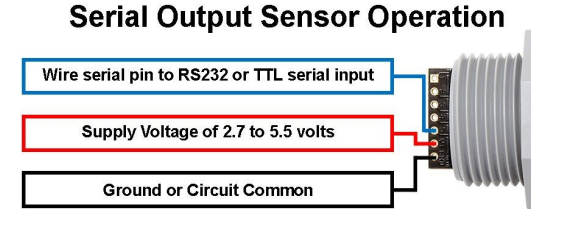 Serial Output Sensor Operation
Wire serial pin to RS232 or TTL serial input
Supply Voltage of 2.7 to 5.5 volts
Ground or Circuit Common